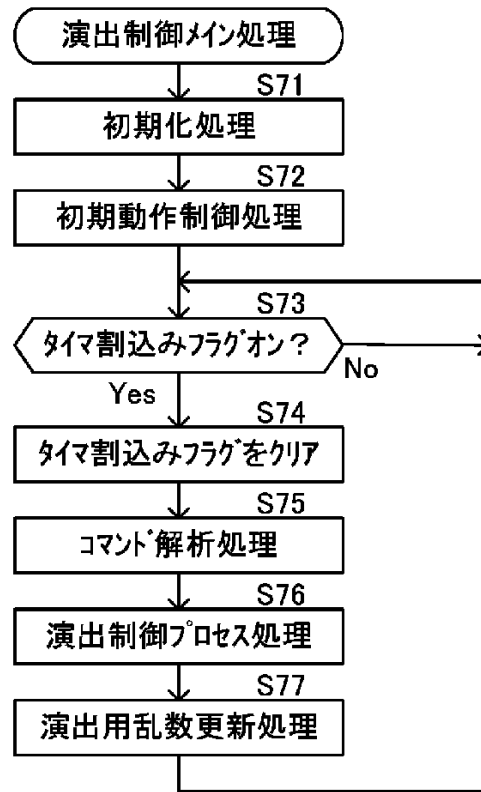 演出制御メイン処理
S71
初期化処理
S72
初期動作制御処理
S73
タイマ割込みフラグオン？
No
Yes
S74
タイマ割込みフラグをクリア
S75
コマンド解析処理
S76
演出制御プロセス処理
S77
演出用乱数更新処理